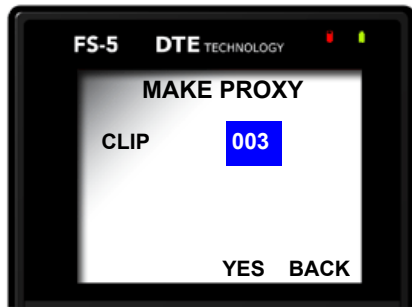 FS-5 DTE TECHNOLOGY
MAKE PROXY
CLIP 003
YES BACK